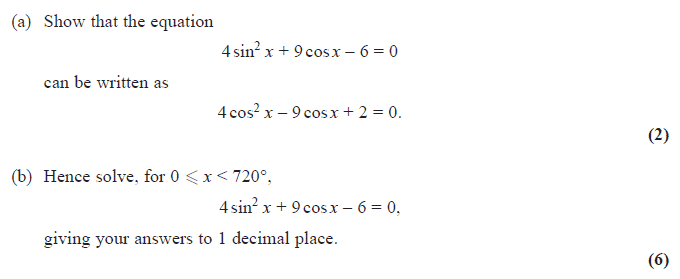 (a) Show that the equation
4 sin² x + 9 cos x – 6 = 0
can be written as
4 cos² x – 9 cos x + 2 = 0.
(2)
(b) Hence solve, for 0 ⩽ x < 720°,
4 sin² x + 9 cos x – 6 = 0,
giving your answers to 1 decimal place.
(6)